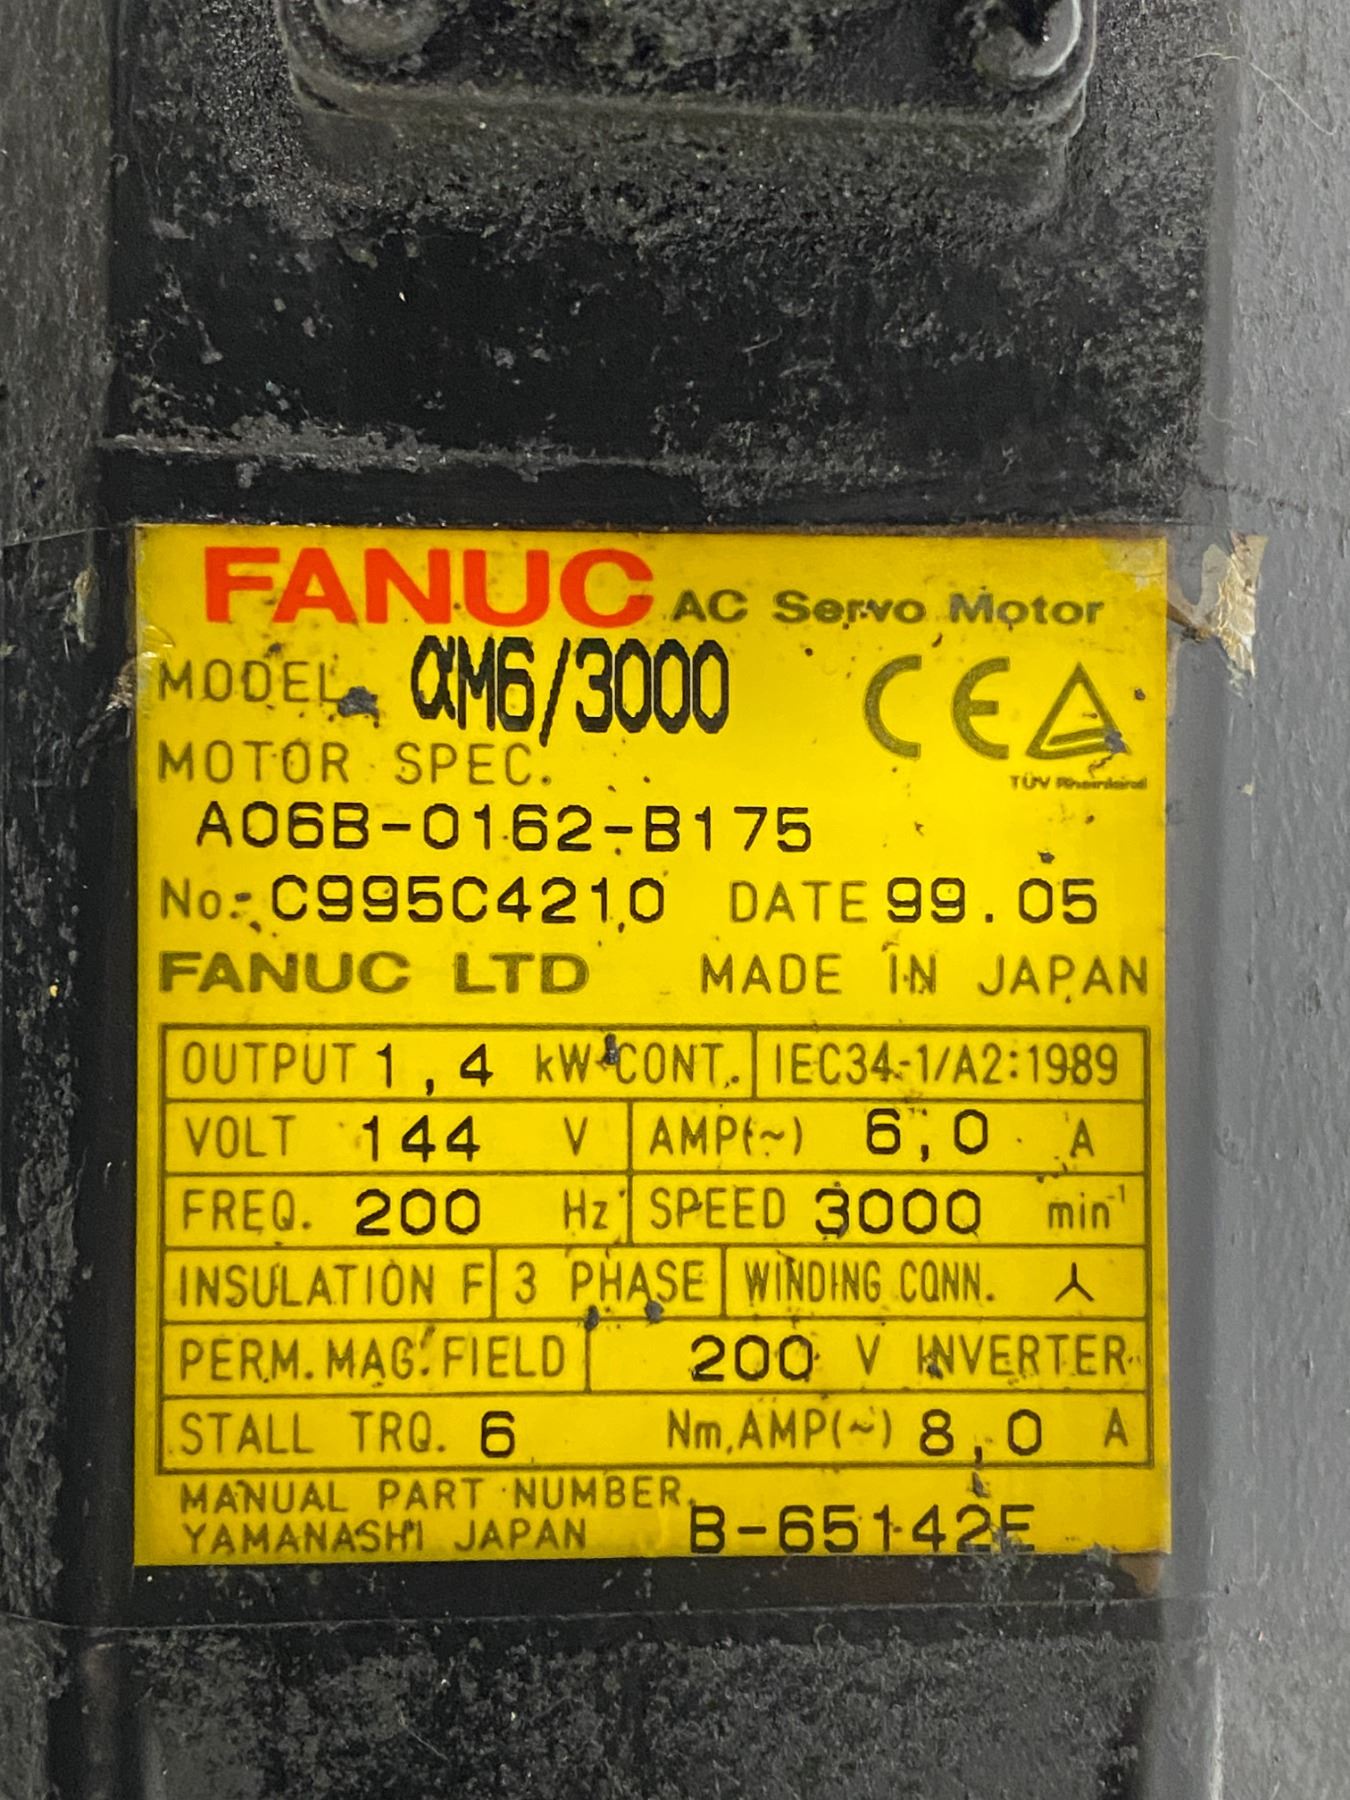 FANUC AC Servo Motor
MODEL αM6/3000 CE
MOTOR SPEC. TÜV Rheinland
A06B-0162-B175
No. C995C4210 DATE 99.05
FANUC LTD MADE IN JAPAN
OUTPUT 1,4 kW CONT. IEC34-1/A2:1989
VOLT 144 V AMP(~) 6,0 A
FREQ. 200 Hz SPEED 3000 min⁻¹
INSULATION F 3 PHASE WINDING CONN. ⅄
PERM. MAG. FIELD 200 V INVERTER
STALL TRQ. 6 Nm, AMP(~) 8,0 A
MANUAL PART NUMBER.
YAMANASHI JAPAN B-65142E